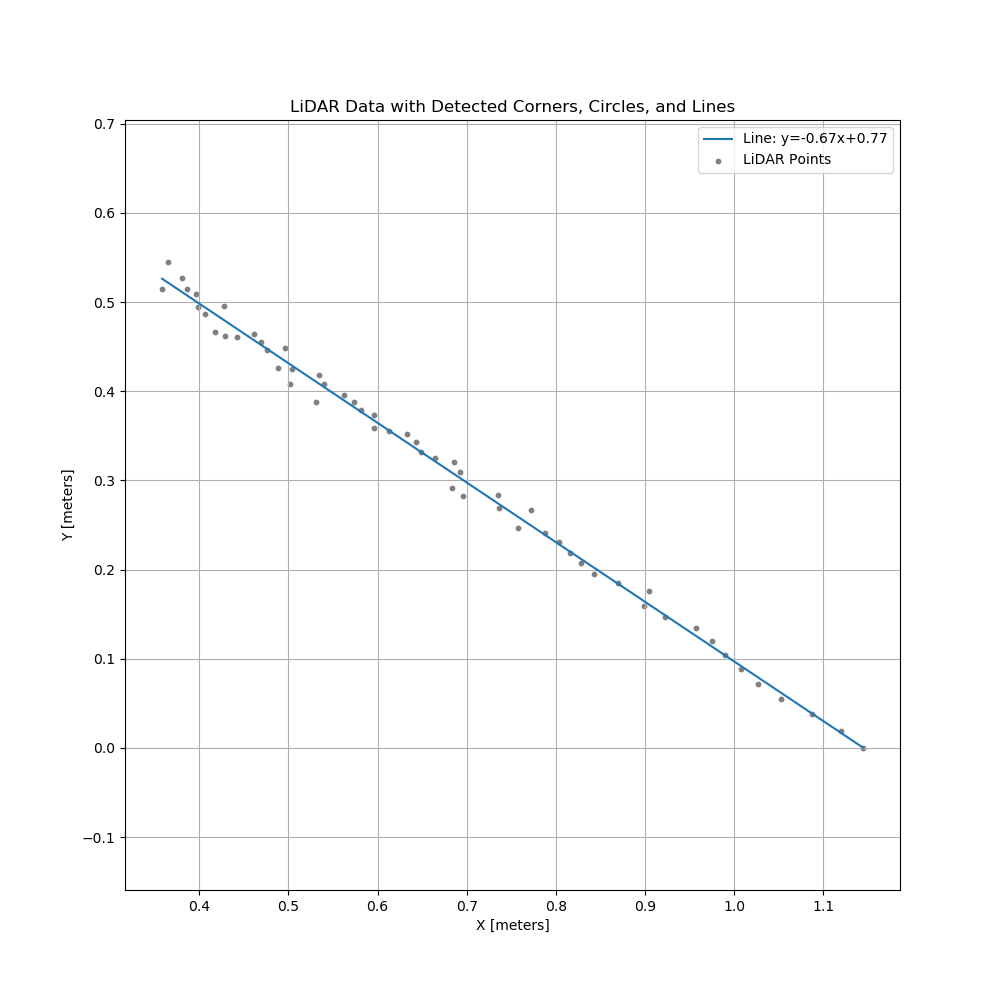 LiDAR Data with Detected Corners, Circles, and Lines
Line: y=-0.67x+0.77
LiDAR Points
0.7
0.6
0.5
0.4
0.3
0.2
0.1
0.0
−0.1
Y [meters]
0.4 0.5 0.6 0.7 0.8 0.9 1.0 1.1
X [meters]